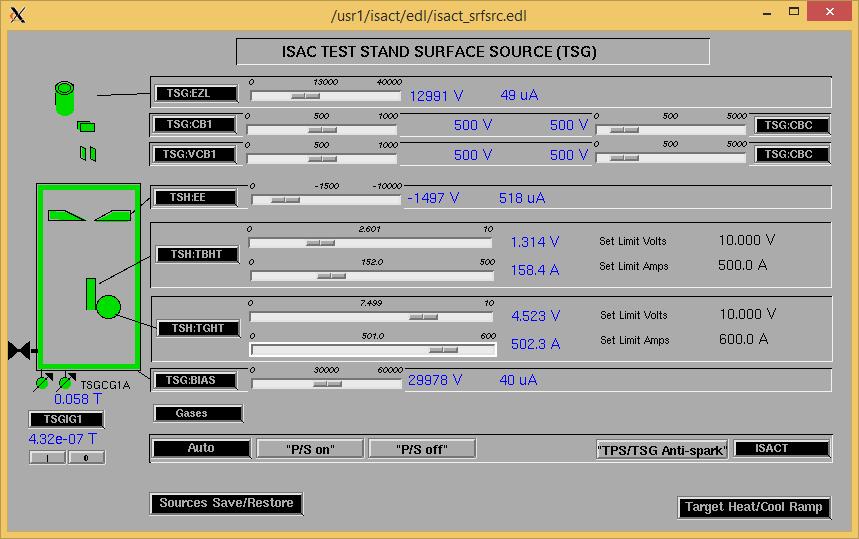 /usr1/isact/edl/isact_srfsrc.edl
ISAC TEST STAND SURFACE SOURCE (TSG)
0 13000 40000
TSG:EZL 12991 V 49 uA
0 500 1000 0 500 5000
TSG:CB1 500 V 500 V TSG:CBC
0 500 1000 0 500 5000
TSG:VCB1 500 V 500 V TSG:CBC
0 -1500 -10000
TSH:EE -1497 V 518 uA
0 2.601 10
1.314 V Set Limit Volts 10.000 V
TSH:TBHT
0 152.0 500
158.4 A Set Limit Amps 500.0 A
0 7.499 10
4.523 V Set Limit Volts 10.000 V
TSH:TGHT
0 501.0 600
502.3 A Set Limit Amps 600.0 A
0 30000 60000
TSG:BIAS 29978 V 40 uA
TSGCG1A
0.058 T
Gases
TSGIG1
4.32e-07 T
I 0
Auto "P/S on" "P/S off" "TPS/TSG Anti-spark" ISACT
Sources Save/Restore
Target Heat/Cool Ramp